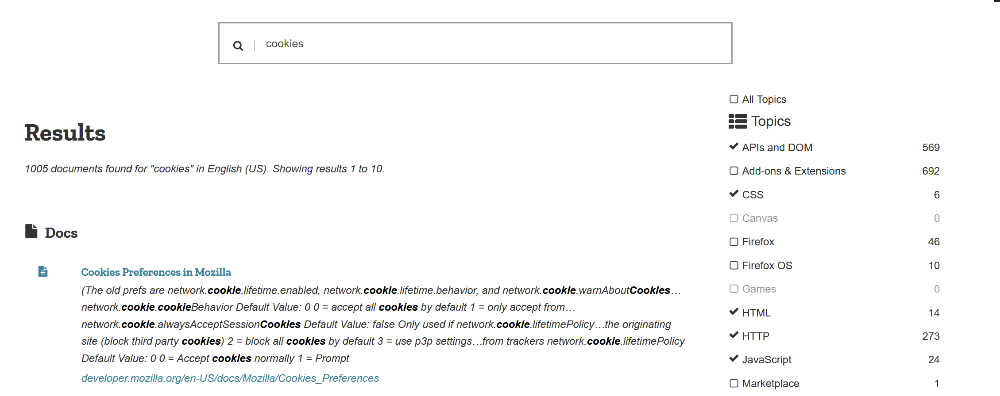 cookies
Results
1005 documents found for "cookies" in English (US). Showing results 1 to 10.
Docs
Cookies Preferences in Mozilla
(The old prefs are network.cookie.lifetime.enabled, network.cookie.lifetime.behavior, and network.cookie.warnAboutCookies…
network.cookie.cookieBehavior Default Value: 0 0 = accept all cookies by default 1 = only accept from…
network.cookie.alwaysAcceptSessionCookies Default Value: false Only used if network.cookie.lifetimePolicy…the originating
site (block third party cookies) 2 = block all cookies by default 3 = use p3p settings…from trackers network.cookie.lifetimePolicy
Default Value: 0 0 = Accept cookies normally 1 = Prompt
developer.mozilla.org/en-US/docs/Mozilla/Cookies_Preferences
All Topics
Topics
APIs and DOM 569
Add-ons & Extensions 692
CSS 6
Canvas 0
Firefox 46
Firefox OS 10
Games 0
HTML 14
HTTP 273
JavaScript 24
Marketplace 1